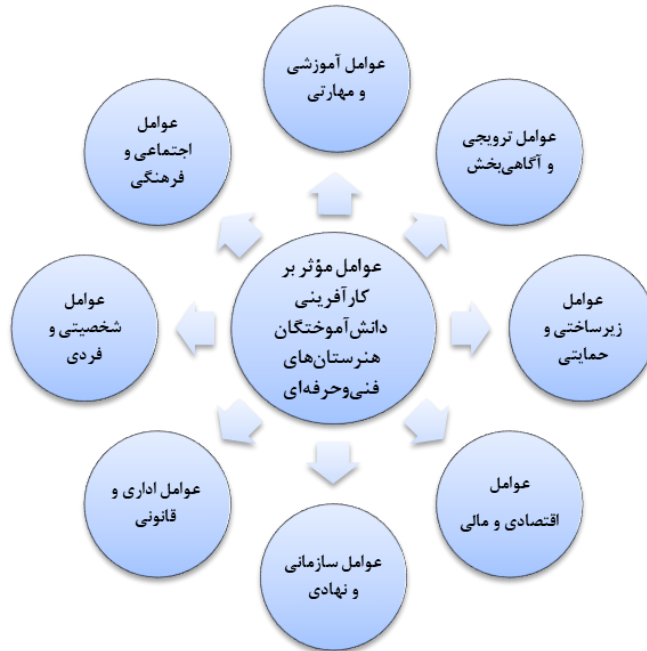 عوامل آموزشی
و مهارتی
عوامل ترویجی
و آگاهی‌بخش
عوامل
زیرساختی و
حمایتی
عوامل
اقتصادی و مالی
عوامل سازمانی
و نهادی
عوامل اداری و
قانونی
عوامل
شخصیتی و
فردی
عوامل
اجتماعی و
فرهنگی
عوامل مؤثر بر
کارآفرینی
دانش‌آموختگان
هنرستان‌های
فنی‌وحرفه‌ای